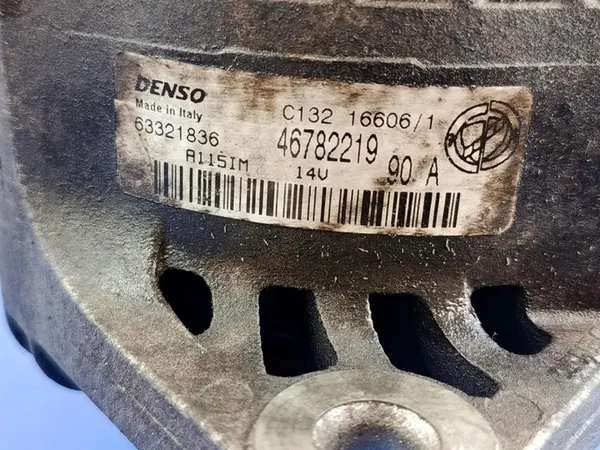 DENSO
Made in Italy
C132 16606/1
63321836
46782219
90 A
A115IM
14V